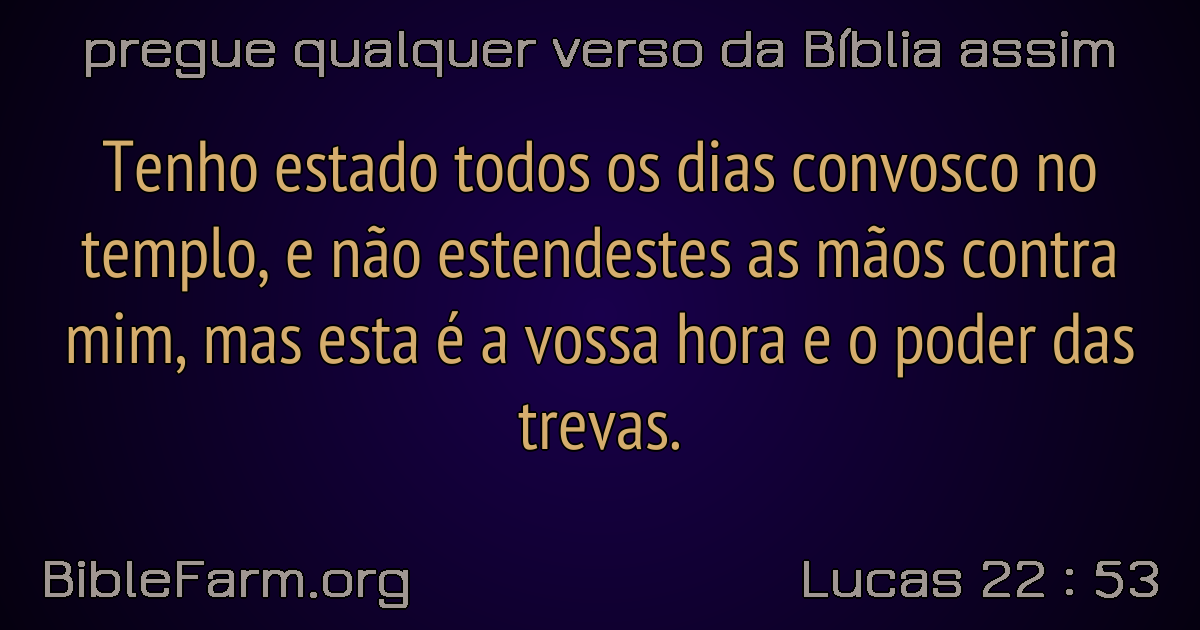 pregue qualquer verso da Bíblia assim
Tenho estado todos os dias convosco no
templo, e não estendestes as mãos contra
mim, mas esta é a vossa hora e o poder das
trevas.
BibleFarm.org
Lucas 22 : 53